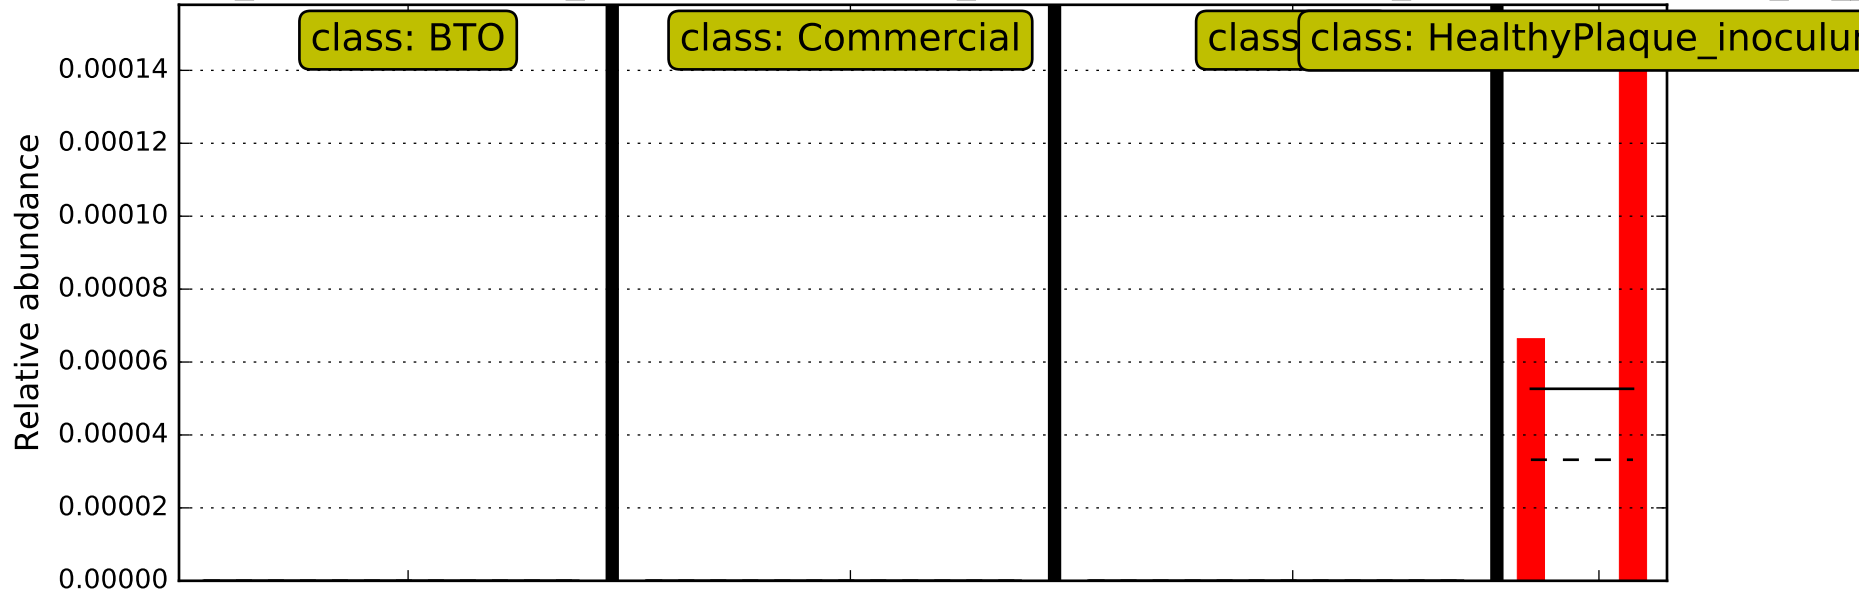 class: BTO
class: Commercial
class
class: HealthyPlaque_inoculu
0.00014
0.00012
0.00010
0.00008
0.00006
0.00004
0.00002
0.00000
Relative abundance